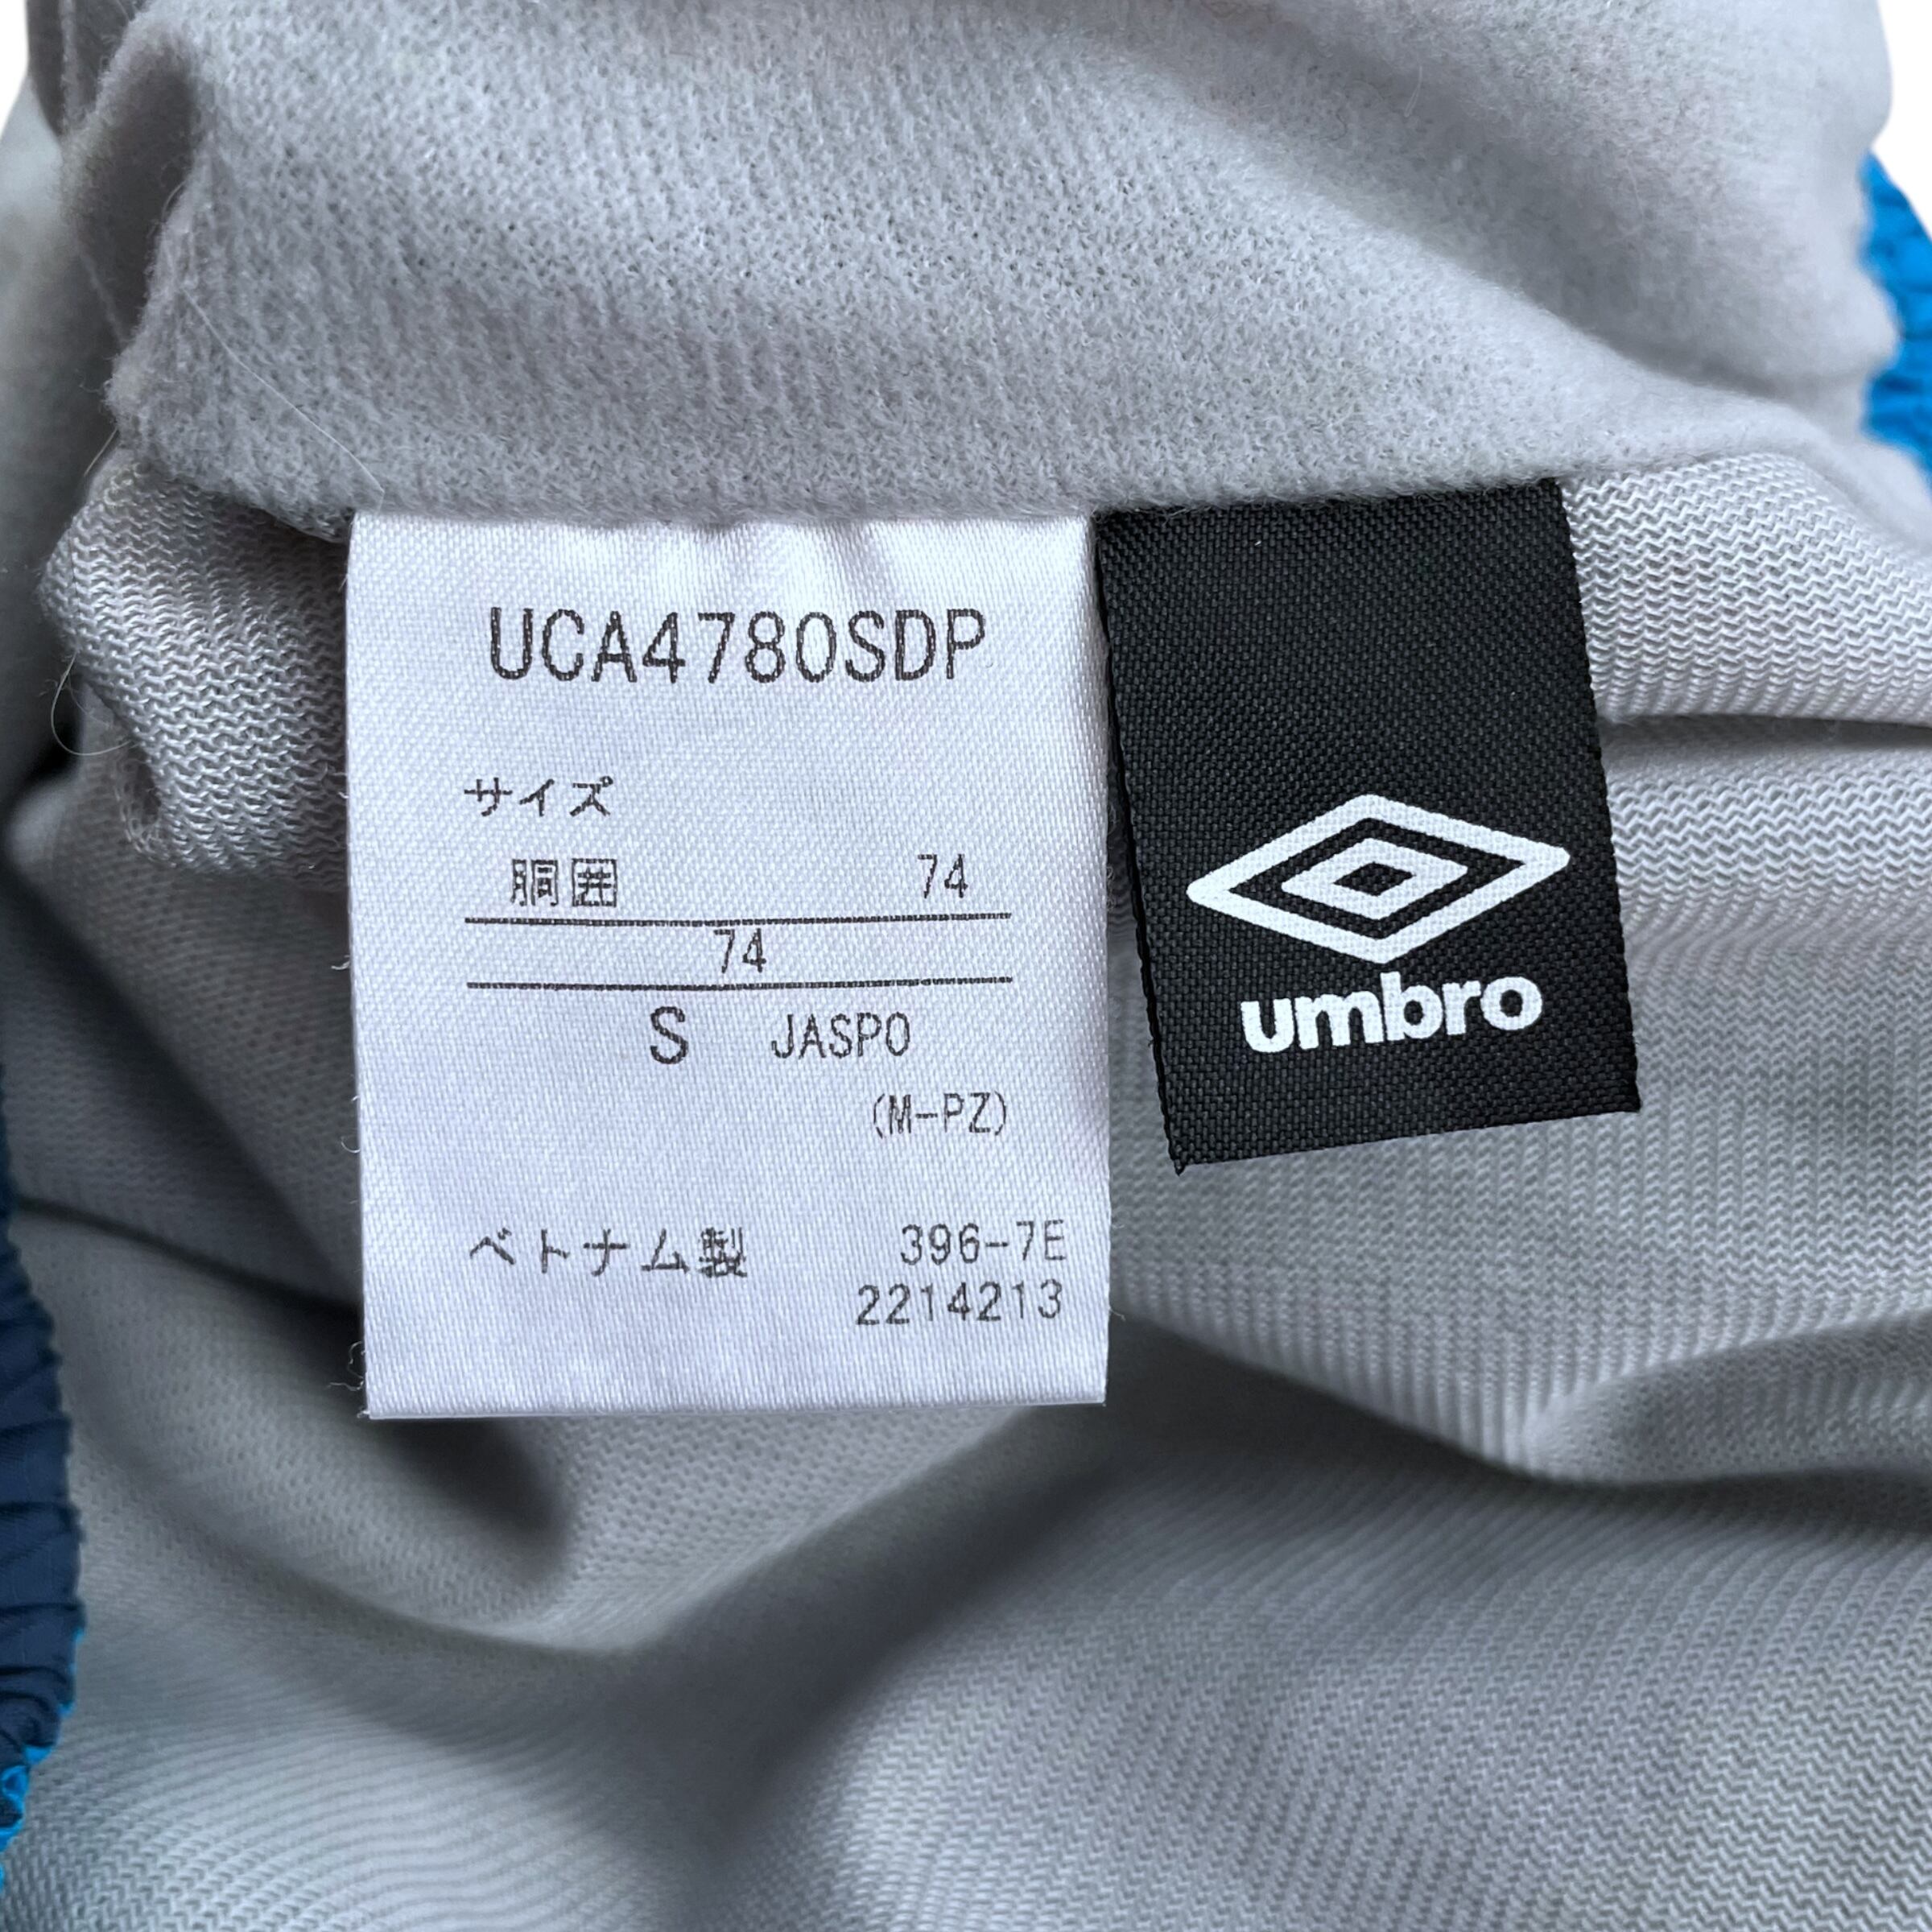 UCA4780SDP
サイズ
胴囲 74
74
S JASPO
(M-PZ)
ベトナム製 396-7E
2214213
umbro